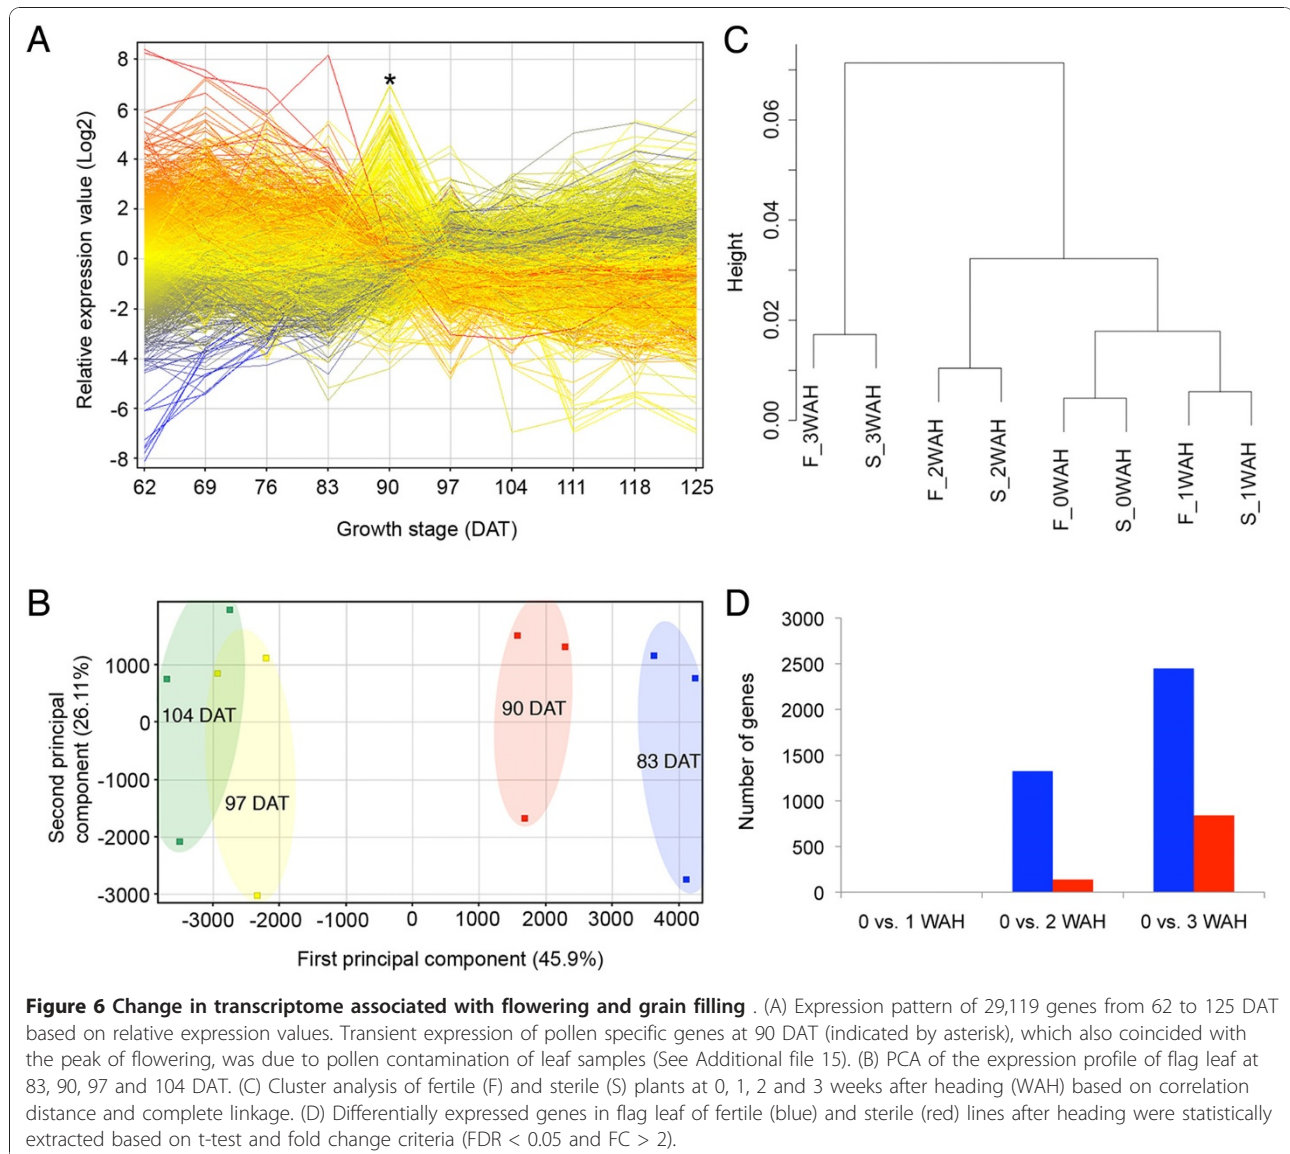 A
8
6
4
2
0
-2
-4
-6
-8
Relative expression value (Log2)
*
62 69 76 83 90 97 104 111 118 125
Growth stage (DAT)
B
1000
0
-1000
-2000
-3000
Second principal
component (26.11%)
104 DAT
97 DAT
90 DAT
83 DAT
-3000 -2000 -1000 0 1000 2000 3000 4000
First principal component (45.9%)
C
Height
0.06
0.04
0.02
0.00
F_3WAH
S_3WAH
F_2WAH
S_2WAH
F_0WAH
S_0WAH
F_1WAH
S_1WAH
D
Number of genes
3000
2500
2000
1500
1000
500
0
0 vs. 1 WAH 0 vs. 2 WAH 0 vs. 3 WAH
Figure 6 Change in transcriptome associated with flowering and grain filling . (A) Expression pattern of 29,119 genes from 62 to 125 DAT
based on relative expression values. Transient expression of pollen specific genes at 90 DAT (indicated by asterisk), which also coincided with
the peak of flowering, was due to pollen contamination of leaf samples (See Additional file 15). (B) PCA of the expression profile of flag leaf at
83, 90, 97 and 104 DAT. (C) Cluster analysis of fertile (F) and sterile (S) plants at 0, 1, 2 and 3 weeks after heading (WAH) based on correlation
distance and complete linkage. (D) Differentially expressed genes in flag leaf of fertile (blue) and sterile (red) lines after heading were statistically
extracted based on t-test and fold change criteria (FDR < 0.05 and FC > 2).